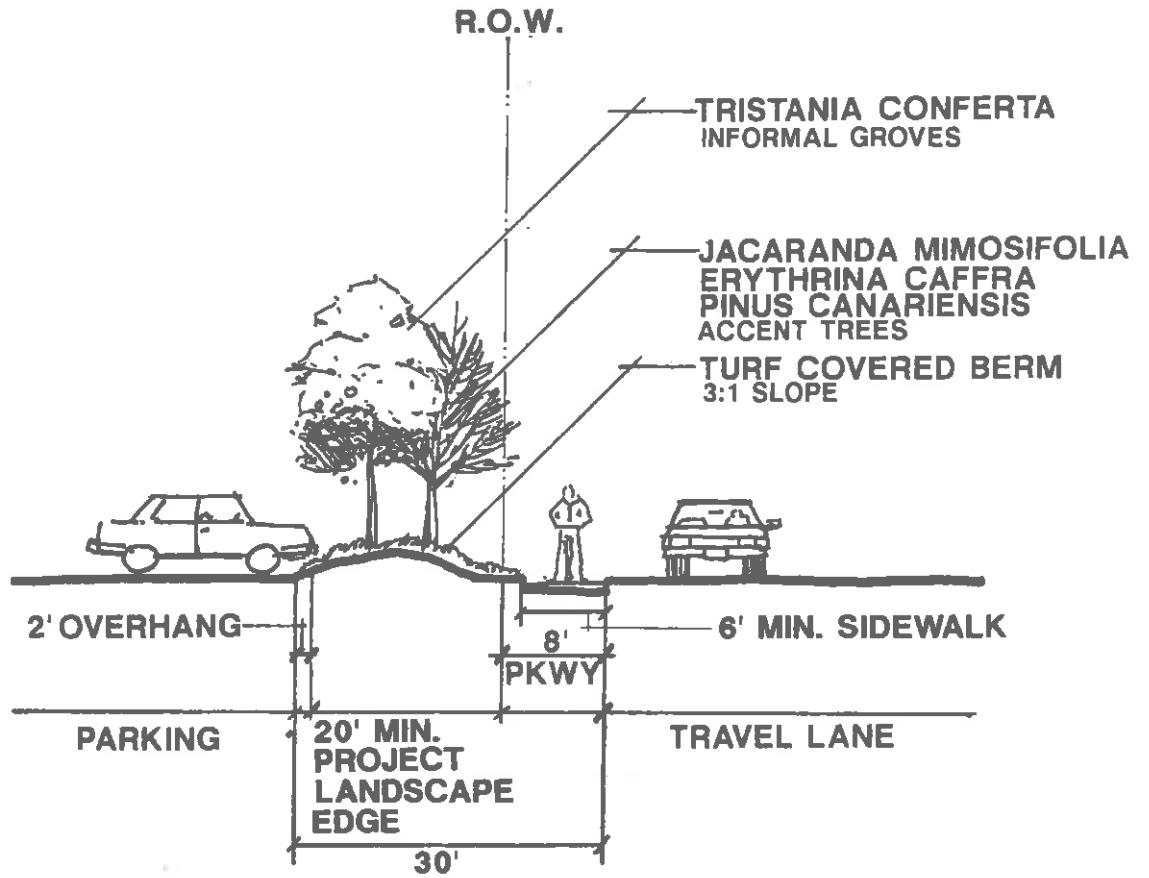 R.O.W.
TRISTANIA CONFERTA
INFORMAL GROVES
JACARANDA MIMOSIFOLIA
ERYTHRINA CAFFRA
PINUS CANARIENSIS
ACCENT TREES
TURF COVERED BERM
3:1 SLOPE
2' OVERHANG
6' MIN. SIDEWALK
8'
PKWY
PARKING
20' MIN.
PROJECT
LANDSCAPE
EDGE
TRAVEL LANE
30'